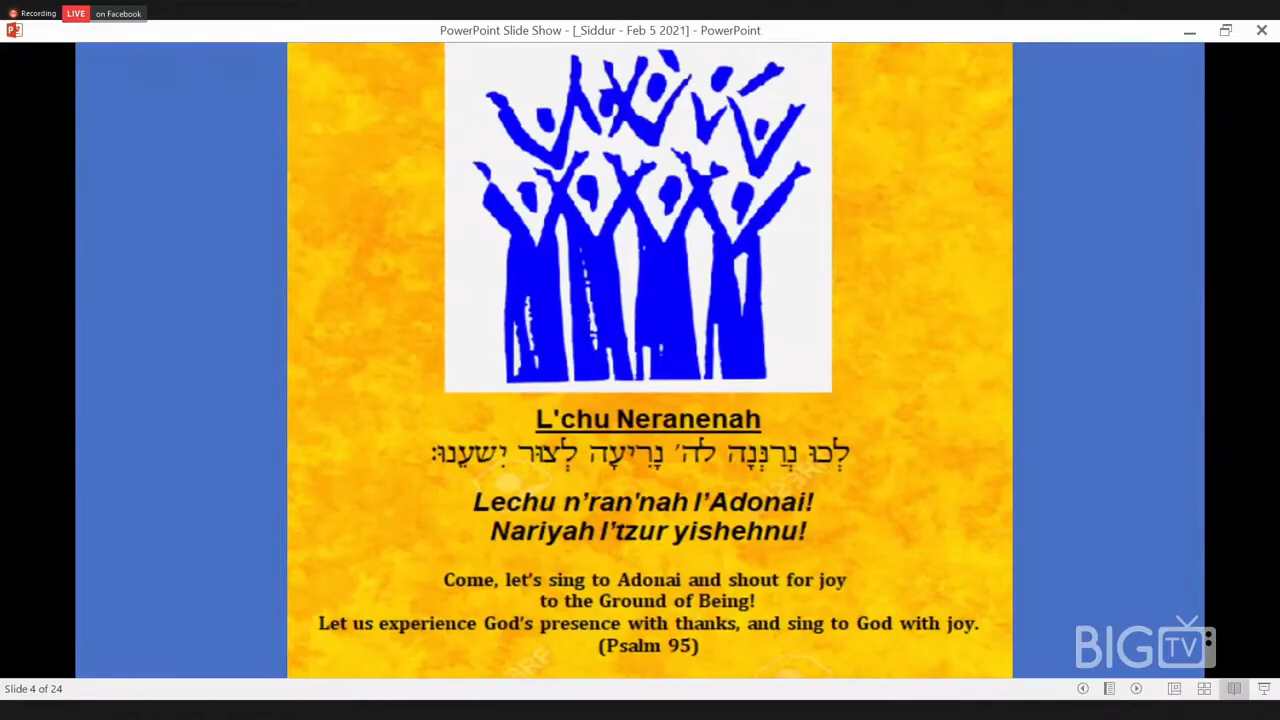 Recording LIVE on Facebook
PowerPoint Slide Show - [_Siddur - Feb 5 2021] - PowerPoint
L'chu Neranenah
לְכוּ נְרַנְּנָה לה׳ נָרִיעָה לְצוּר יִשׁעֵנוּ:
Lechu n’ran'nah l’Adonai!
Nariyah l’tzur yishehnu!
Come, let’s sing to Adonai and shout for joy
to the Ground of Being!
Let us experience God’s presence with thanks, and sing to God with joy.
(Psalm 95)
BIG TV
Slide 4 of 24